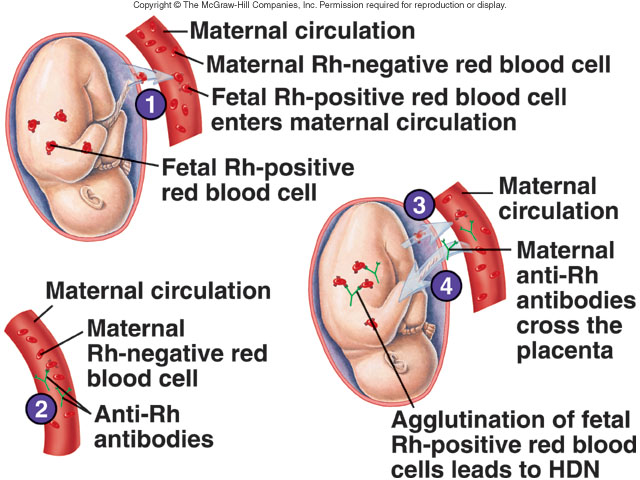 Copyright © The McGraw-Hill Companies, Inc. Permission required for reproduction or display.
Maternal circulation
Maternal Rh-negative red blood cell
1
Fetal Rh-positive red blood cell
enters maternal circulation
Fetal Rh-positive
red blood cell
3
Maternal
circulation
4
Maternal
anti-Rh
antibodies
cross the
placenta
Maternal circulation
Maternal
Rh-negative red
blood cell
2
Anti-Rh
antibodies
Agglutination of fetal
Rh-positive red blood
cells leads to HDN